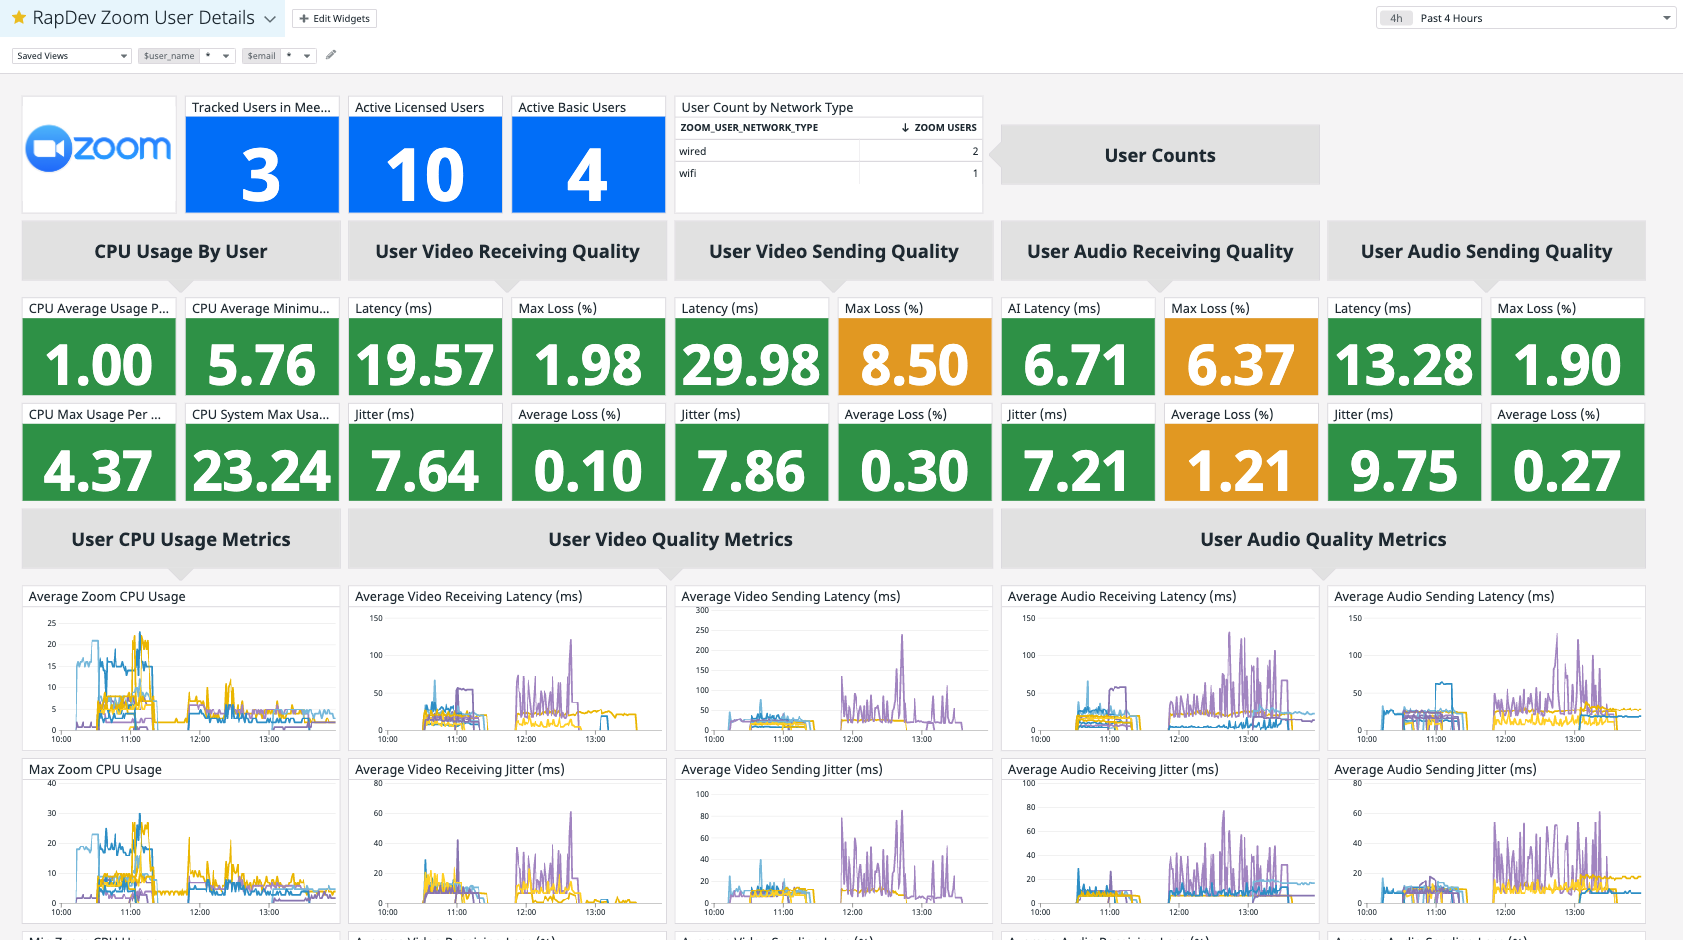 RapDev Zoom User Details
Edit Widgets
4h Past 4 Hours
Saved Views
$user_name *
$email *
zoom
Tracked Users in Mee...
3
Active Licensed Users
10
Active Basic Users
4
User Count by Network Type
ZOOM_USER_NETWORK_TYPE ZOOM USERS
wired 2
wifi 1
User Counts
CPU Usage By User
User Video Receiving Quality
User Video Sending Quality
User Audio Receiving Quality
User Audio Sending Quality
CPU Average Usage P...
1.00
CPU Average Minimu...
5.76
Latency (ms)
19.57
Max Loss (%)
1.98
Latency (ms)
29.98
Max Loss (%)
8.50
AI Latency (ms)
6.71
Max Loss (%)
6.37
Latency (ms)
13.28
Max Loss (%)
1.90
CPU Max Usage Per ...
4.37
CPU System Max Usa...
23.24
Jitter (ms)
7.64
Average Loss (%)
0.10
Jitter (ms)
7.86
Average Loss (%)
0.30
Jitter (ms)
7.21
Average Loss (%)
1.21
Jitter (ms)
9.75
Average Loss (%)
0.27
User CPU Usage Metrics
User Video Quality Metrics
User Audio Quality Metrics
Average Zoom CPU Usage
25
20
15
10
5
0
10:00 11:00 12:00 13:00
Average Video Receiving Latency (ms)
150
100
50
0
10:00 11:00 12:00 13:00
Average Video Sending Latency (ms)
300
250
200
150
100
50
0
10:00 11:00 12:00 13:00
Average Audio Receiving Latency (ms)
150
100
50
0
10:00 11:00 12:00 13:00
Average Audio Sending Latency (ms)
150
100
50
0
10:00 11:00 12:00 13:00
Max Zoom CPU Usage
40
30
20
10
0
10:00 11:00 12:00 13:00
Average Video Receiving Jitter (ms)
80
60
40
20
0
10:00 11:00 12:00 13:00
Average Video Sending Jitter (ms)
100
80
60
40
20
0
10:00 11:00 12:00 13:00
Average Audio Receiving Jitter (ms)
100
80
60
40
20
0
10:00 11:00 12:00 13:00
Average Audio Sending Jitter (ms)
80
60
40
20
0
10:00 11:00 12:00 13:00